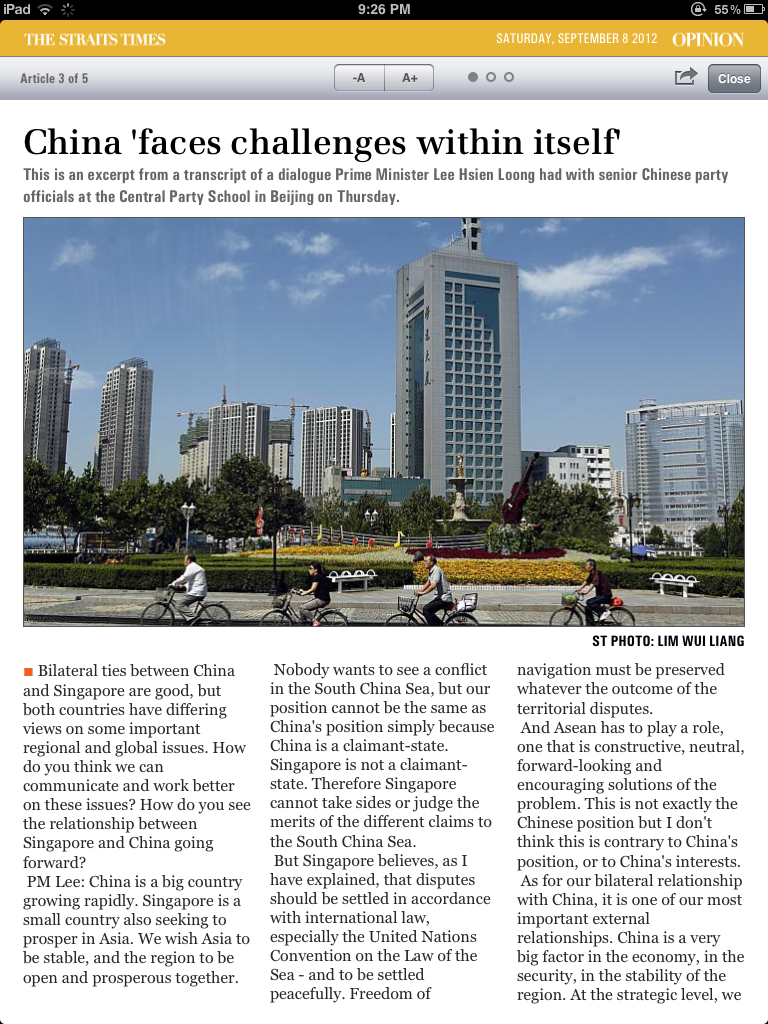 iPad
9:26 PM
55%
THE STRAITS TIMES
SATURDAY, SEPTEMBER 8 2012
OPINION
Article 3 of 5
-A
A+
Close
China 'faces challenges within itself'
This is an excerpt from a transcript of a dialogue Prime Minister Lee Hsien Loong had with senior Chinese party
officials at the Central Party School in Beijing on Thursday.
ST PHOTO: LIM WUI LIANG
Bilateral ties between China
and Singapore are good, but
both countries have differing
views on some important
regional and global issues. How
do you think we can
communicate and work better
on these issues? How do you see
the relationship between
Singapore and China going
forward?
PM Lee: China is a big country
growing rapidly. Singapore is a
small country also seeking to
prosper in Asia. We wish Asia to
be stable, and the region to be
open and prosperous together.
Nobody wants to see a conflict
in the South China Sea, but our
position cannot be the same as
China's position simply because
China is a claimant-state.
Singapore is not a claimant-
state. Therefore Singapore
cannot take sides or judge the
merits of the different claims to
the South China Sea.
But Singapore believes, as I
have explained, that disputes
should be settled in accordance
with international law,
especially the United Nations
Convention on the Law of the
Sea - and to be settled
peacefully. Freedom of
navigation must be preserved
whatever the outcome of the
territorial disputes.
And Asean has to play a role,
one that is constructive, neutral,
forward-looking and
encouraging solutions of the
problem. This is not exactly the
Chinese position but I don't
think this is contrary to China's
position, or to China's interests.
As for our bilateral relationship
with China, it is one of our most
important external
relationships. China is a very
big factor in the economy, in the
security, in the stability of the
region. At the strategic level, we